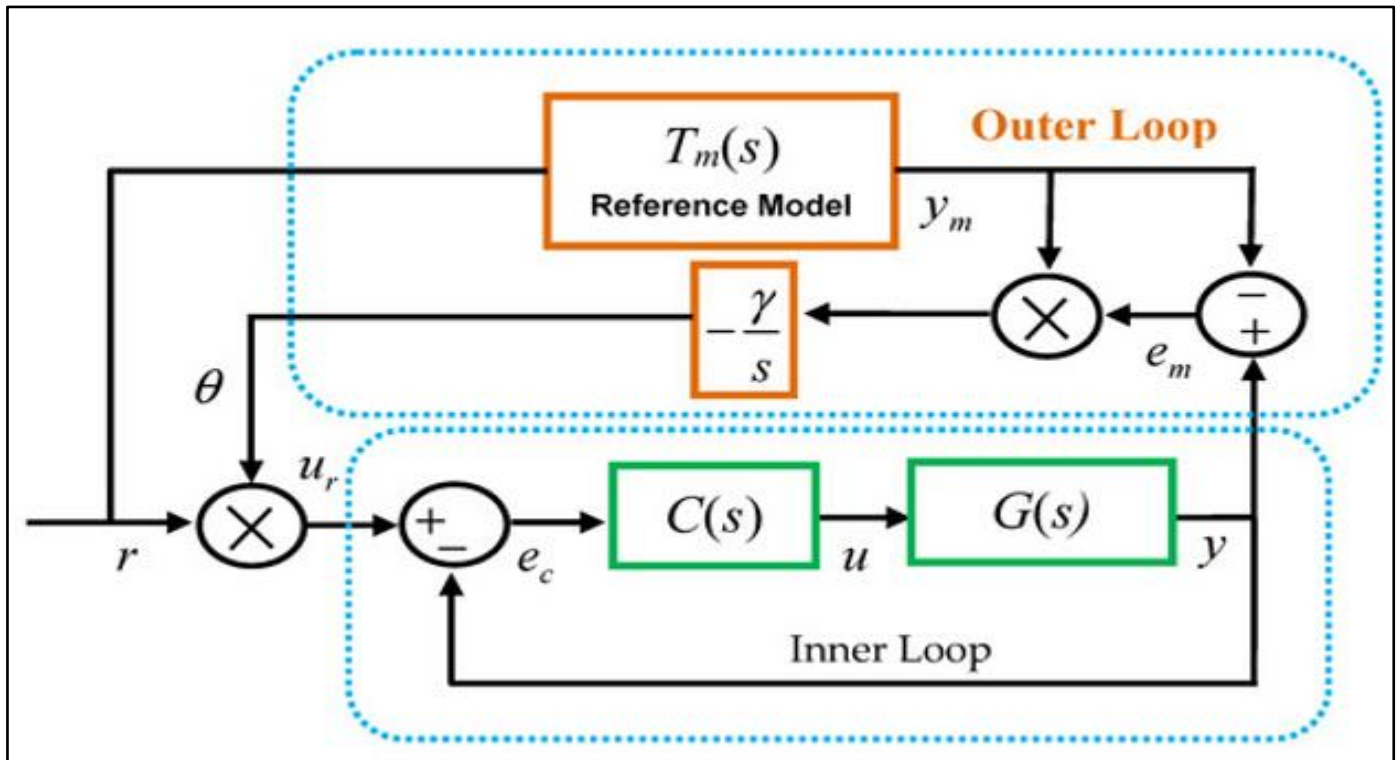 Tm(s)
Reference Model
Outer Loop
ym
-
+
em
×
-γ/s
θ
r
×
ur
+
-
ec
C(s)
u
G(s)
y
Inner Loop